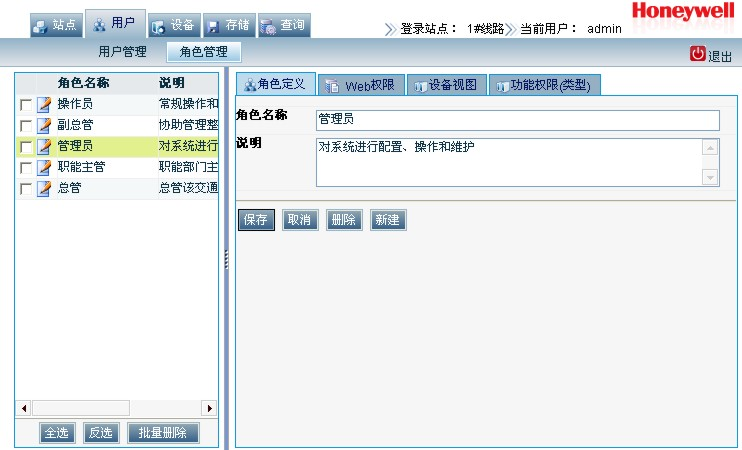 Honeywell
站点 用户 设备 存储 查询
登录站点： 1#线路 当前用户： admin
用户管理 角色管理 退出
角色名称 说明
操作员 常规操作和
副总管 协助管理整
管理员 对系统进行
职能主管 职能部门主
总管 总管该交通
全选 反选 批量删除
角色定义 Web权限 设备视图 功能权限(类型)
角色名称 管理员
说明 对系统进行配置、操作和维护
保存 取消 删除 新建